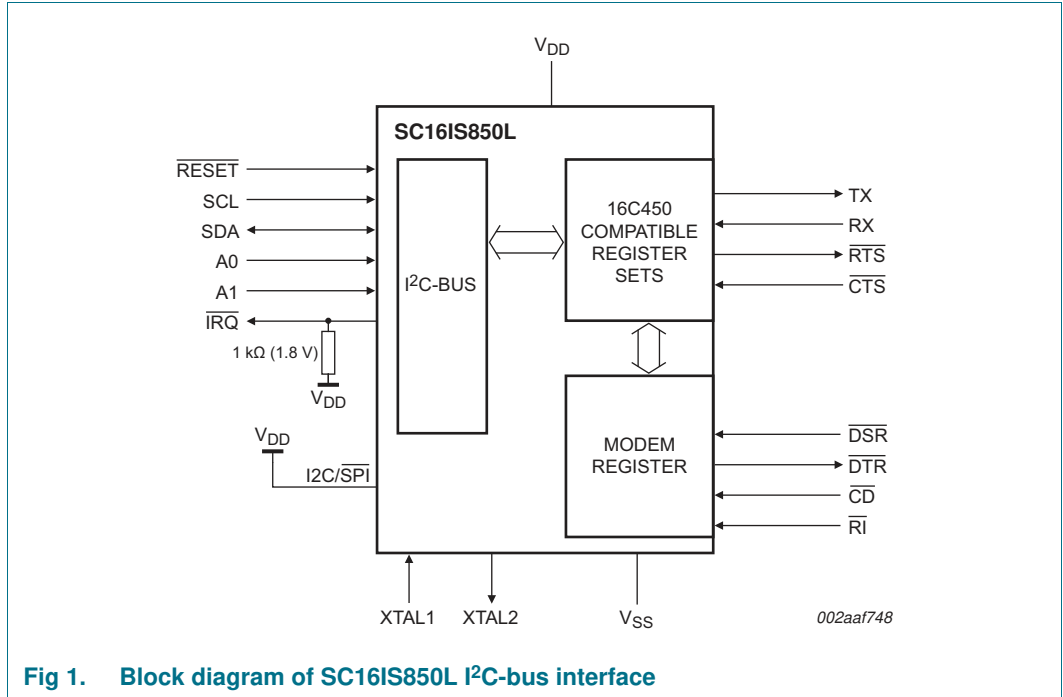 VDD
SC16IS850L
RESET
SCL
SDA
A0
A1
IRQ
1 kΩ (1.8 V)
VDD
VDD
I2C/SPI
I²C-BUS
16C450
COMPATIBLE
REGISTER
SETS
TX
RX
RTS
CTS
MODEM
REGISTER
DSR
DTR
CD
RI
XTAL1
XTAL2
VSS
002aaf748
Fig 1. Block diagram of SC16IS850L I²C-bus interface